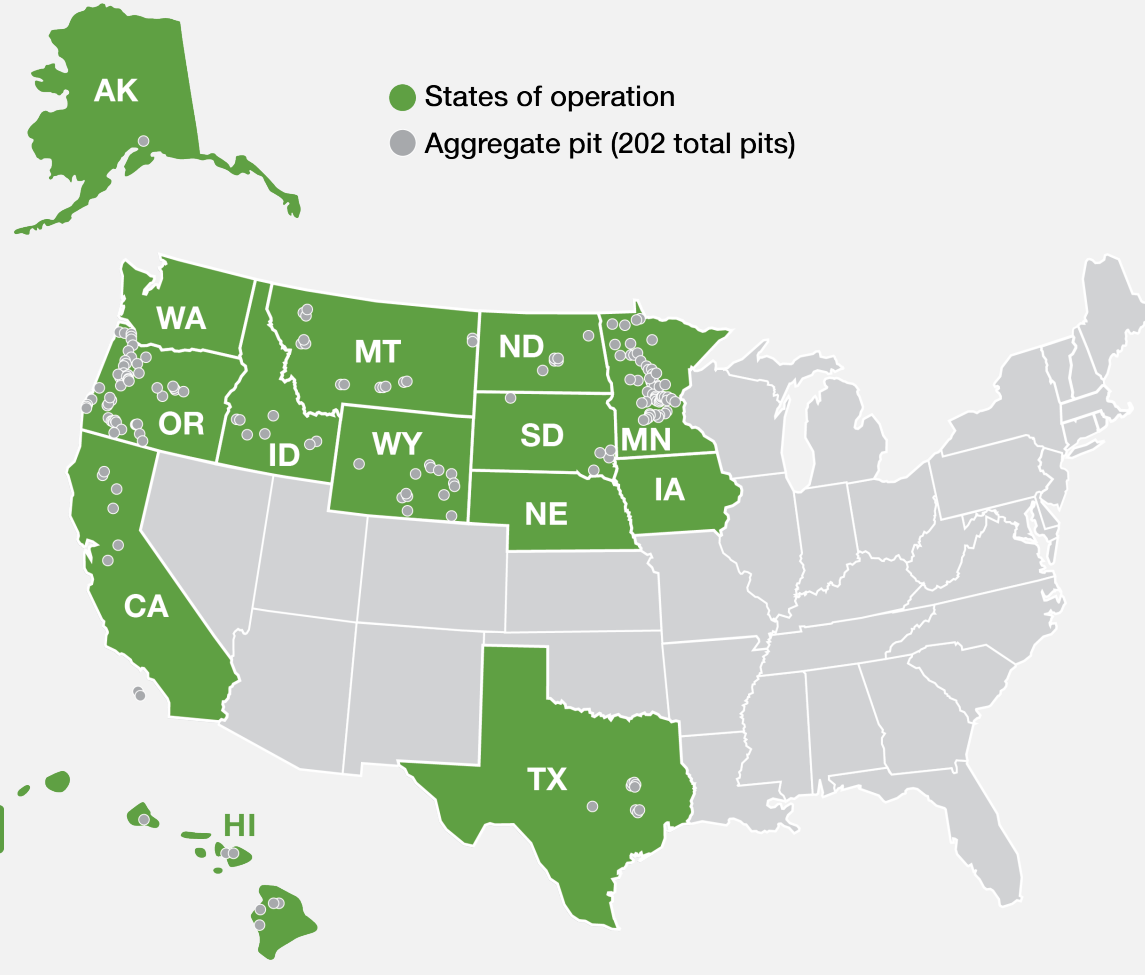 AK
States of operation
Aggregate pit (202 total pits)
WA
MT
ND
OR
ID
WY
SD
MN
NE
IA
CA
TX
HI